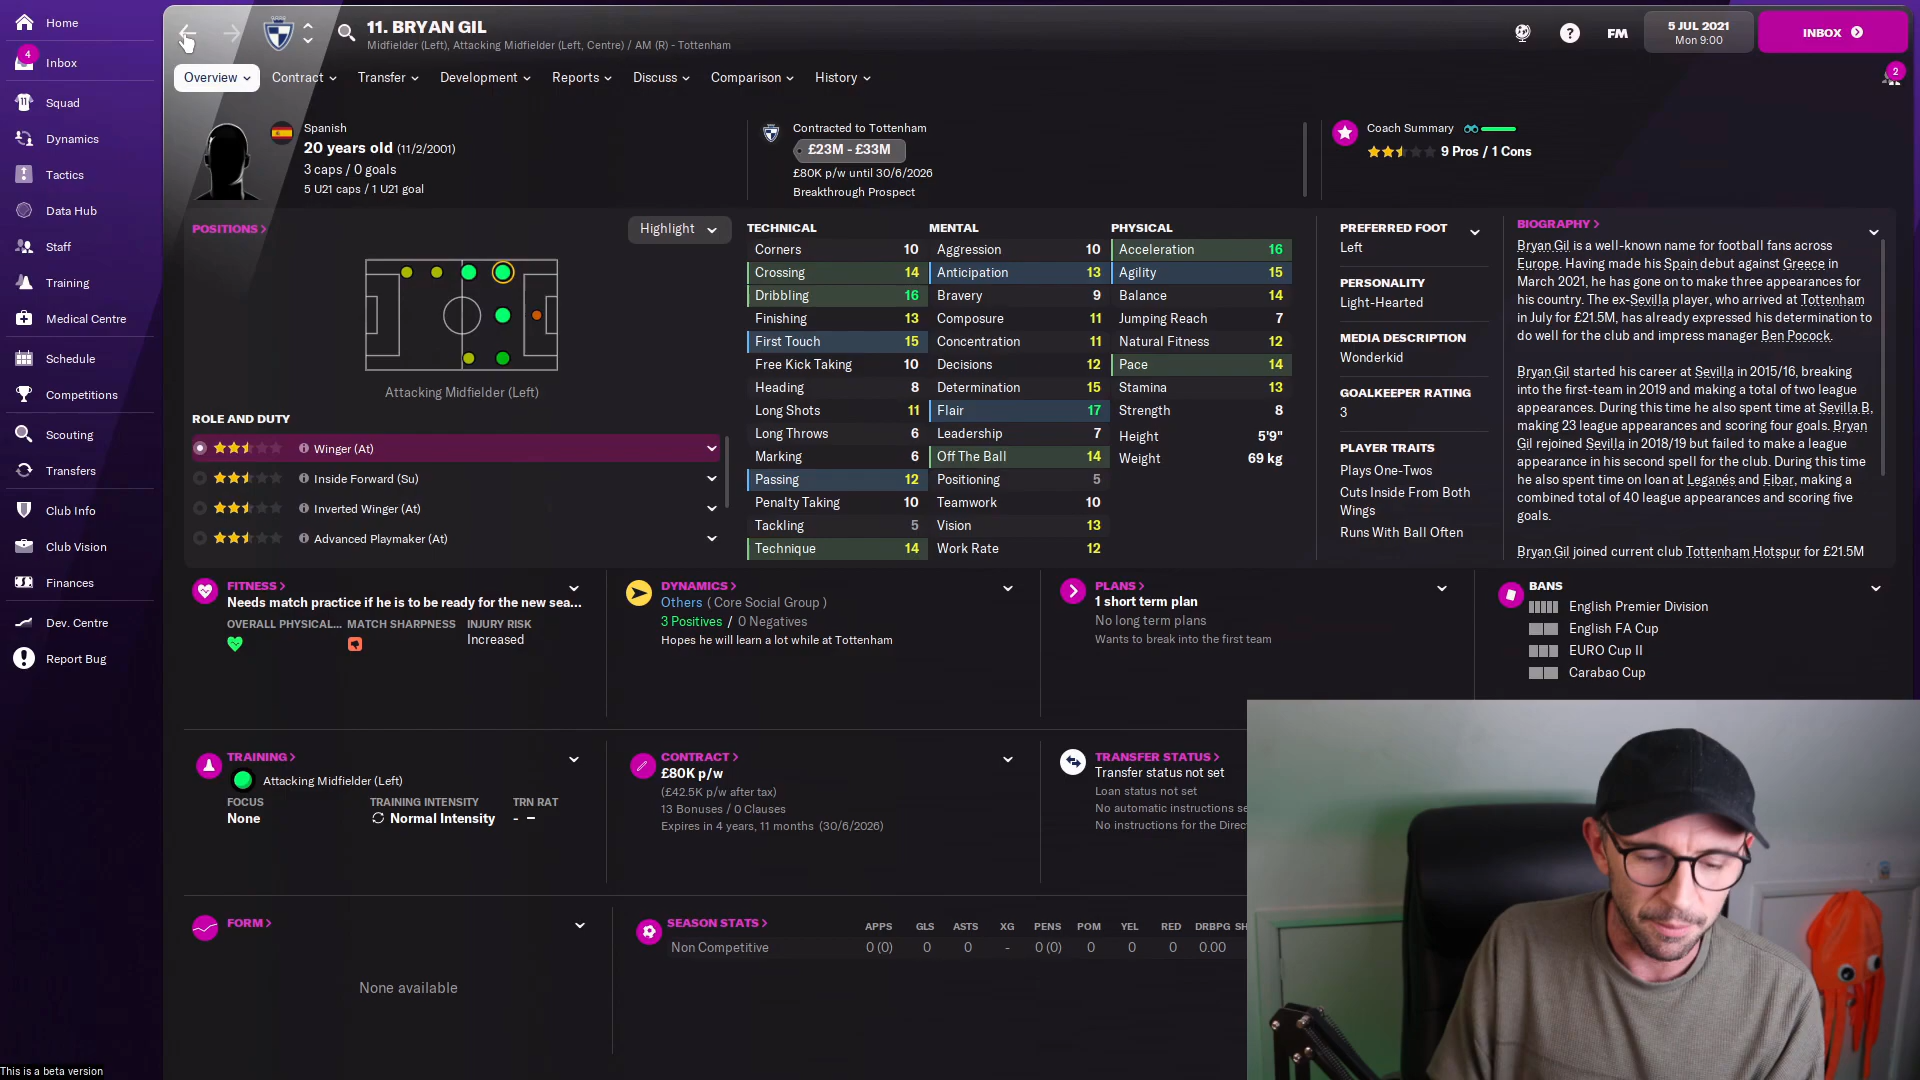 Home
4
Inbox
Squad
Dynamics
Tactics
Data Hub
Staff
Training
Medical Centre
Schedule
Competitions
Scouting
Transfers
Club Info
Club Vision
Finances
Dev. Centre
Report Bug
This is a beta version
11. BRYAN GIL
Midfielder (Left), Attacking Midfielder (Left, Centre) / AM (R) - Tottenham
FM
5 JUL 2021
Mon 9:00
INBOX
Overview Contract Transfer Development Reports Discuss Comparison History
2
Spanish
20 years old (11/2/2001)
3 caps / 0 goals
5 U21 caps / 1 U21 goal
Contracted to Tottenham
£23M - £33M
£80K p/w until 30/6/2026
Breakthrough Prospect
Coach Summary
9 Pros / 1 Cons
POSITIONS
Highlight
Attacking Midfielder (Left)
ROLE AND DUTY
Winger (At)
Inside Forward (Su)
Inverted Winger (At)
Advanced Playmaker (At)
TECHNICAL
Corners 10
Crossing 14
Dribbling 16
Finishing 13
First Touch 15
Free Kick Taking 10
Heading 8
Long Shots 11
Long Throws 6
Marking 6
Passing 12
Penalty Taking 10
Tackling 5
Technique 14
MENTAL
Aggression 10
Anticipation 13
Bravery 9
Composure 11
Concentration 11
Decisions 12
Determination 15
Flair 17
Leadership 7
Off The Ball 14
Positioning 5
Teamwork 10
Vision 13
Work Rate 12
PHYSICAL
Acceleration 16
Agility 15
Balance 14
Jumping Reach 7
Natural Fitness 12
Pace 14
Stamina 13
Strength 8
Height 5'9"
Weight 69 kg
PREFERRED FOOT
Left
PERSONALITY
Light-Hearted
MEDIA DESCRIPTION
Wonderkid
GOALKEEPER RATING
3
PLAYER TRAITS
Plays One-Twos
Cuts Inside From Both
Wings
Runs With Ball Often
BIOGRAPHY
Bryan Gil is a well-known name for football fans across
Europe. Having made his Spain debut against Greece in
March 2021, he has gone on to make three appearances for
his country. The ex-Sevilla player, who arrived at Tottenham
in July for £21.5M, has already expressed his determination to
do well for the club and impress manager Ben Pocock.
Bryan Gil started his career at Sevilla in 2015/16, breaking
into the first-team in 2019 and making a total of two league
appearances. During this time he also spent time at Sevilla B,
making 23 league appearances and scoring four goals. Bryan
Gil rejoined Sevilla in 2018/19 but failed to make a league
appearance in his second spell for the club. During this time
he also spent time on loan at Leganés and Eibar, making a
combined total of 40 league appearances and scoring five
goals.
Bryan Gil joined current club Tottenham Hotspur for £21.5M
FITNESS
Needs match practice if he is to be ready for the new sea...
OVERALL PHYSICAL... MATCH SHARPNESS INJURY RISK
Increased
DYNAMICS
Others ( Core Social Group )
3 Positives / 0 Negatives
Hopes he will learn a lot while at Tottenham
PLANS
1 short term plan
No long term plans
Wants to break into the first team
BANS
English Premier Division
English FA Cup
EURO Cup II
Carabao Cup
TRAINING
Attacking Midfielder (Left)
FOCUS TRAINING INTENSITY TRN RAT
None Normal Intensity - –
CONTRACT
£80K p/w
(£42.5K p/w after tax)
13 Bonuses / 0 Clauses
Expires in 4 years, 11 months (30/6/2026)
TRANSFER STATUS
Transfer status not set
Loan status not set
No automatic instructions se
No instructions for the Direc
FORM
None available
SEASON STATS APPS GLS ASTS XG PENS POM YEL RED DRBPG SH
Non Competitive 0 (0) 0 0 - 0 (0) 0 0 0 0.00